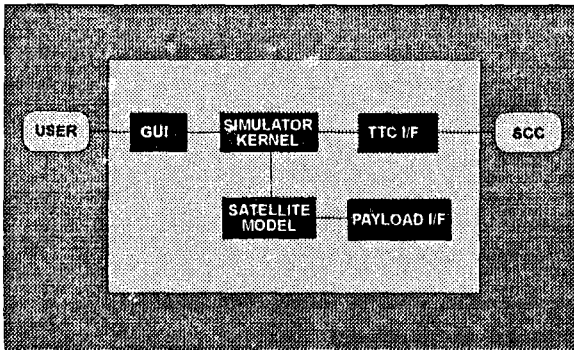 USER
GUI
SIMULATOR
KERNEL
TTC I/F
SCC
SATELLITE
MODEL
PAYLOAD I/F